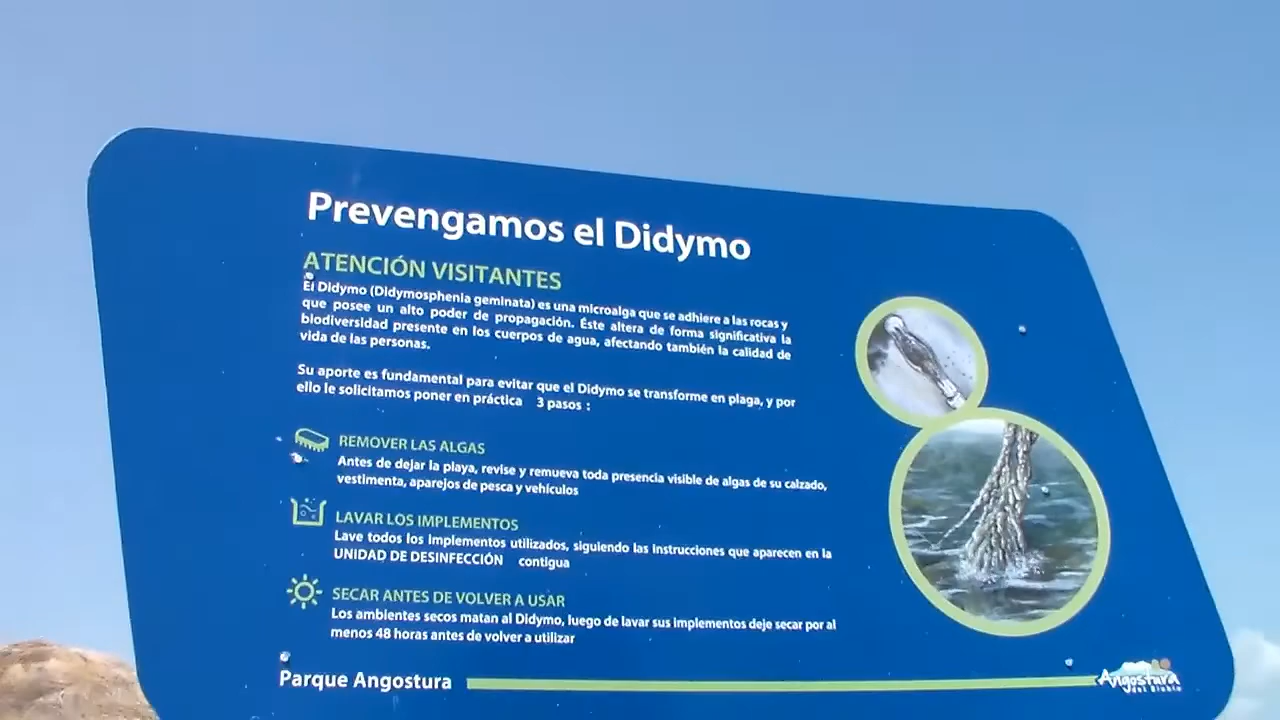 Prevengamos el Didymo
ATENCIÓN VISITANTES
El Didymo (Didymosphenia geminata) es una microalga que se adhiere a las rocas y
que posee un alto poder de propagación. Éste altera de forma significativa la
biodiversidad presente en los cuerpos de agua, afectando también la calidad de
vida de las personas.
Su aporte es fundamental para evitar que el Didymo se transforme en plaga, y por
ello le solicitamos poner en práctica 3 pasos :
REMOVER LAS ALGAS
Antes de dejar la playa, revise y remueva toda presencia visible de algas de su calzado,
vestimenta, aparejos de pesca y vehículos
LAVAR LOS IMPLEMENTOS
Lave todos los implementos utilizados, siguiendo las instrucciones que aparecen en la
UNIDAD DE DESINFECCIÓN contigua
SECAR ANTES DE VOLVER A USAR
Los ambientes secos matan al Didymo, luego de lavar sus implementos deje secar por al
menos 48 horas antes de volver a utilizar
Parque Angostura
Angostura
del Biobío